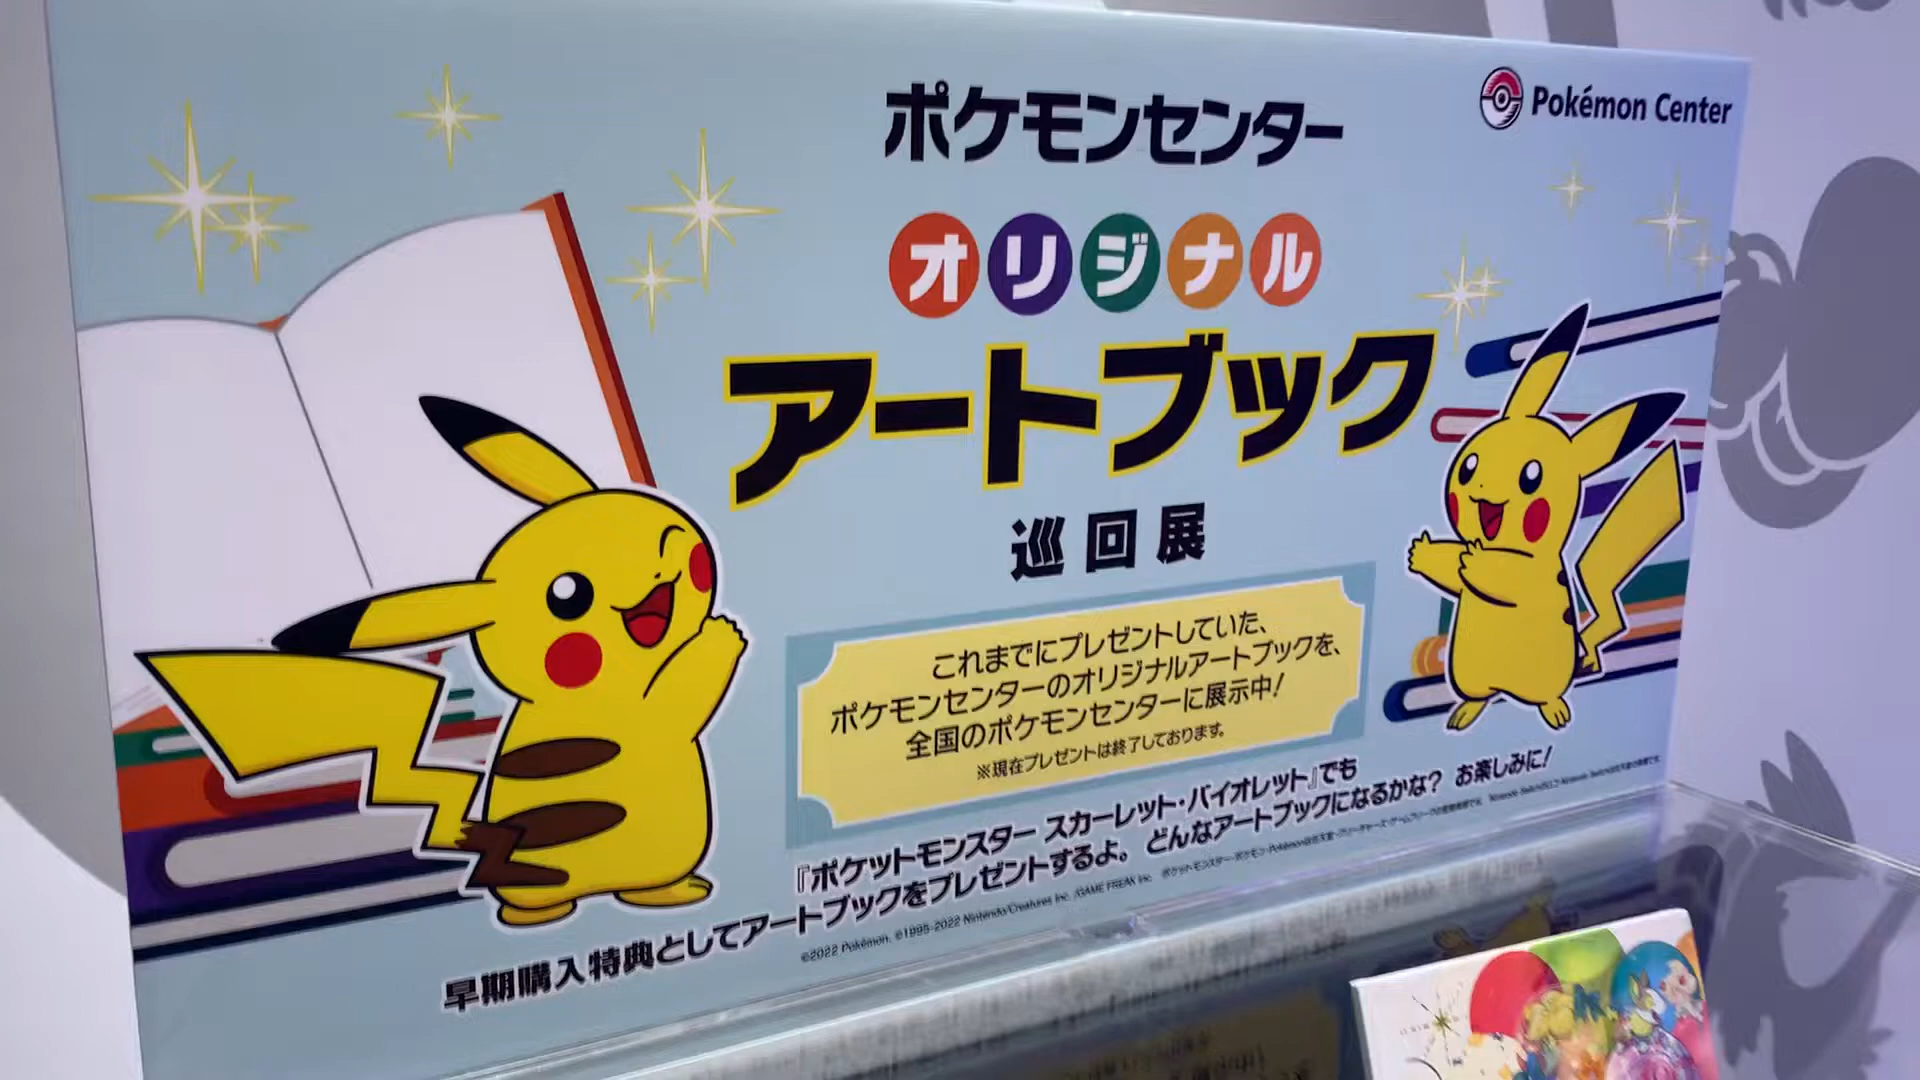 ポケモンセンター
Pokémon Center
オリジナル
アートブック
巡回展
これまでにプレゼントしていた、
ポケモンセンターのオリジナルアートブックを、
全国のポケモンセンターに展示中！
※現在プレゼントは終了しております。
『ポケットモンスター スカーレット・バイオレット』でも
早期購入特典としてアートブックをプレゼントするよ。 どんなアートブックになるかな？ お楽しみに！
©2022 Pokémon. ©1995-2022 Nintendo/Creatures Inc. /GAME FREAK inc.